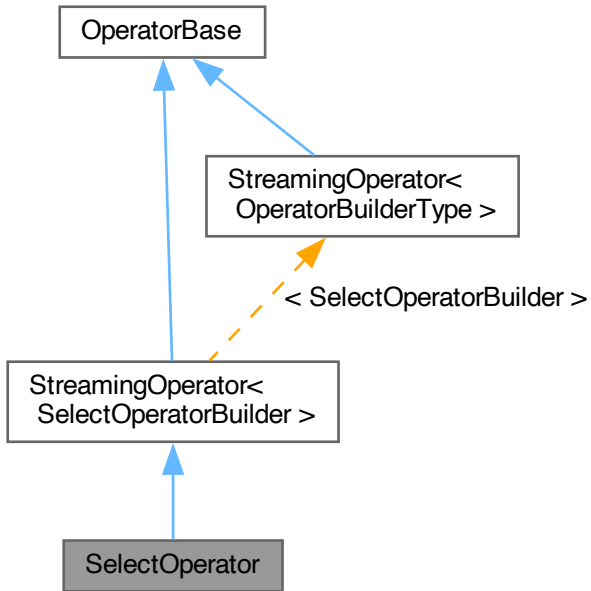 OperatorBase
StreamingOperator<
OperatorBuilderType >
< SelectOperatorBuilder >
StreamingOperator<
SelectOperatorBuilder >
SelectOperator